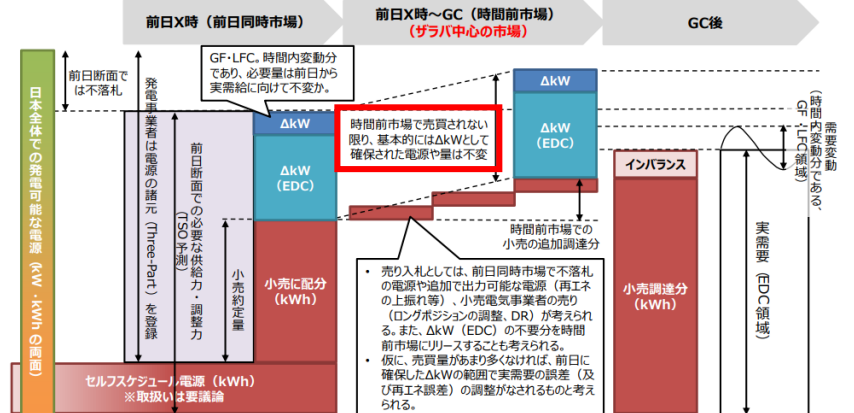 前日X時（前日同時市場）
前日X時～GC（時間前市場）
（ザラバ中心の市場）
GC後
日本全体での発電可能な電源（kW・kWhの両面）
前日断面で
は不落札
発電事業者は電源の諸元（Three-Part）を登録
前日断面での必要な供給力・調整力
（TSO予測）
GF・LFC。時間内変動分
であり、必要量は前日から
実需給に向けて不変か。
ΔkW
ΔkW
（EDC）
小売に配分
（kWh）
小売約定量
セルフスケジュール電源（kWh）
※取扱いは要議論
時間前市場で売買されない
限り、基本的にはΔkWとして
確保された電源や量は不変
ΔkW
ΔkW
（EDC）
時間前市場での
小売の追加調達分
• 売り入札としては、前日同時市場で不落札
の電源や追加で出力可能な電源（再エネ
の上振れ等）、小売電気事業者の売り
（ロングポジションの調整、DR）が考えられ
る。また、ΔkW（EDC）の不要分を時間
前市場にリリースすることも考えられる。
• 仮に、売買量があまり多くなければ、前日に
確保したΔkWの範囲で実需要の誤差（及
び再エネ誤差）の調整がなされるものと考え
られる。
インバランス
小売調達分
（kWh）
実需要（EDC領域）
需要変動
（時間内変動分である、
GF・LFC領域）